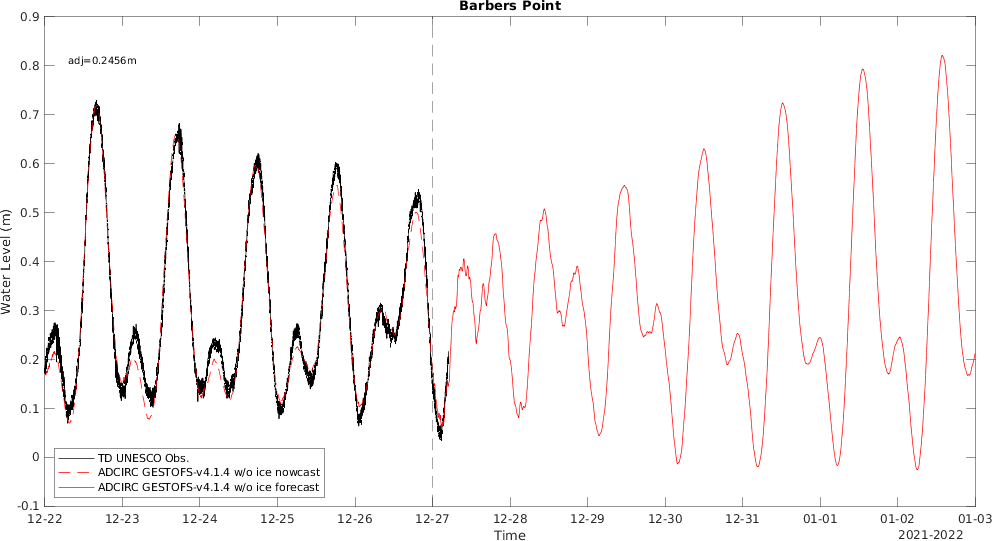 Barbers Point
adj=0.2456m
Water Level (m)
0.9
0.8
0.7
0.6
0.5
0.4
0.3
0.2
0.1
0
-0.1
TD UNESCO Obs.
ADCIRC GESTOFS-v4.1.4 w/o ice nowcast
ADCIRC GESTOFS-v4.1.4 w/o ice forecast
12-22 12-23 12-24 12-25 12-26 12-27 12-28 12-29 12-30 12-31 01-01 01-02 01-03
Time
2021-2022